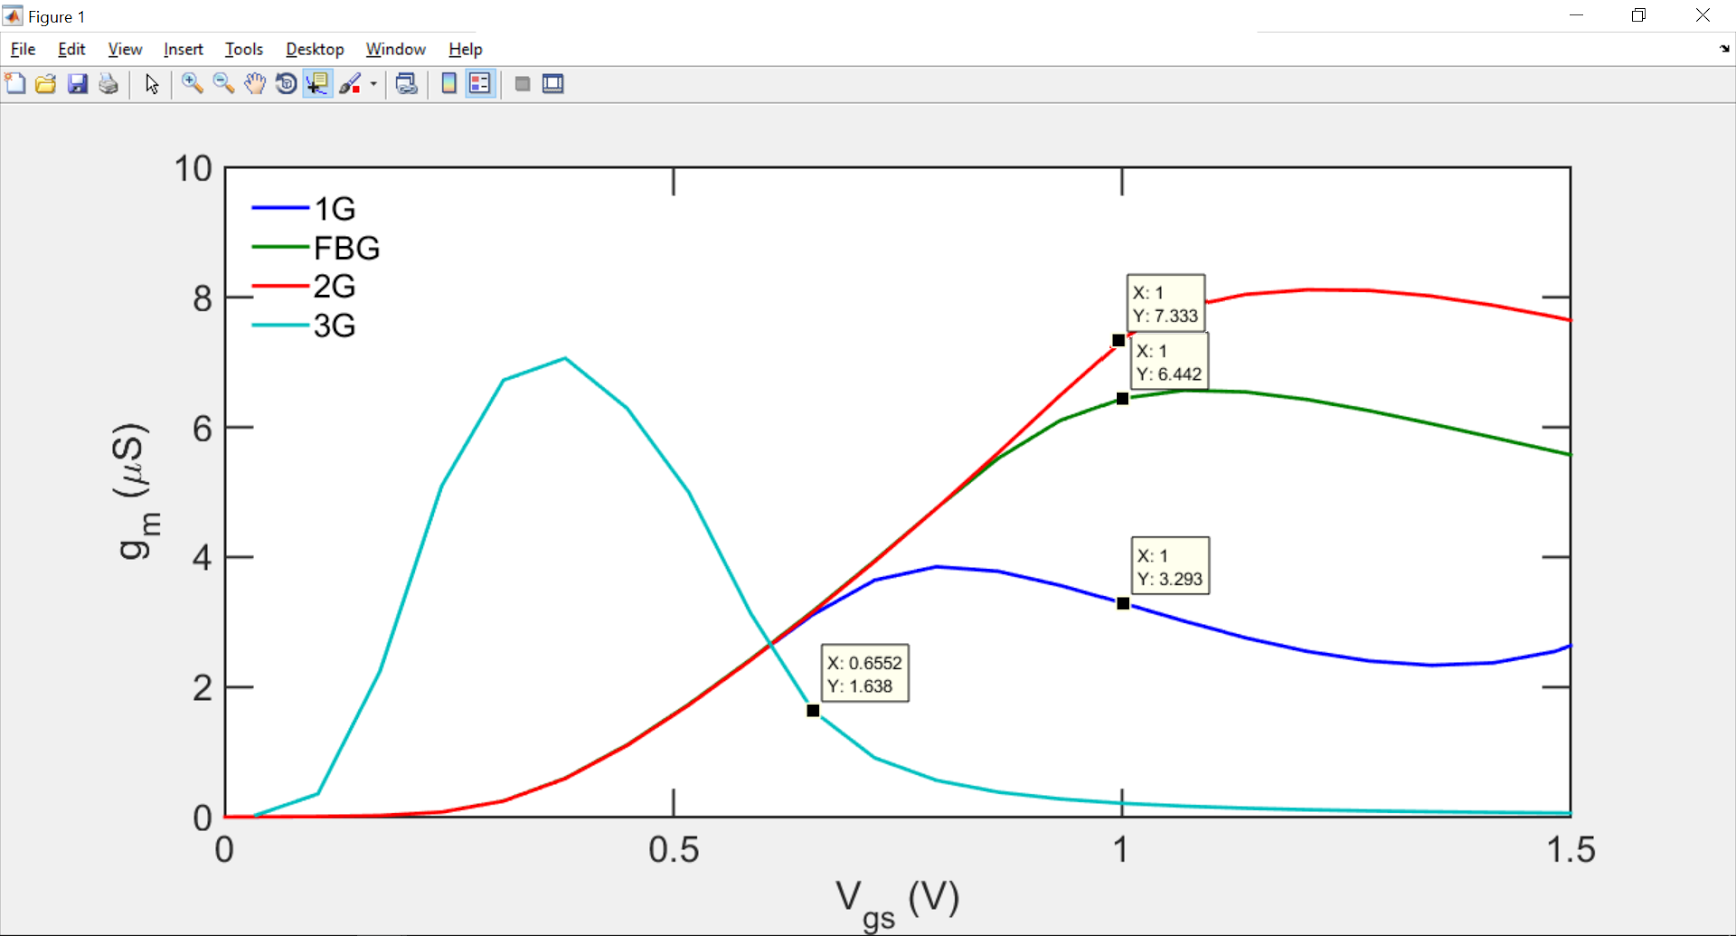 Figure 1
File Edit View Insert Tools Desktop Window Help
10
8
6
4
2
0
1G
FBG
2G
3G
X: 1
Y: 7.333
X: 1
Y: 6.442
X: 1
Y: 3.293
X: 0.6552
Y: 1.638
0 0.5 1 1.5
gm (μS)
Vgs (V)